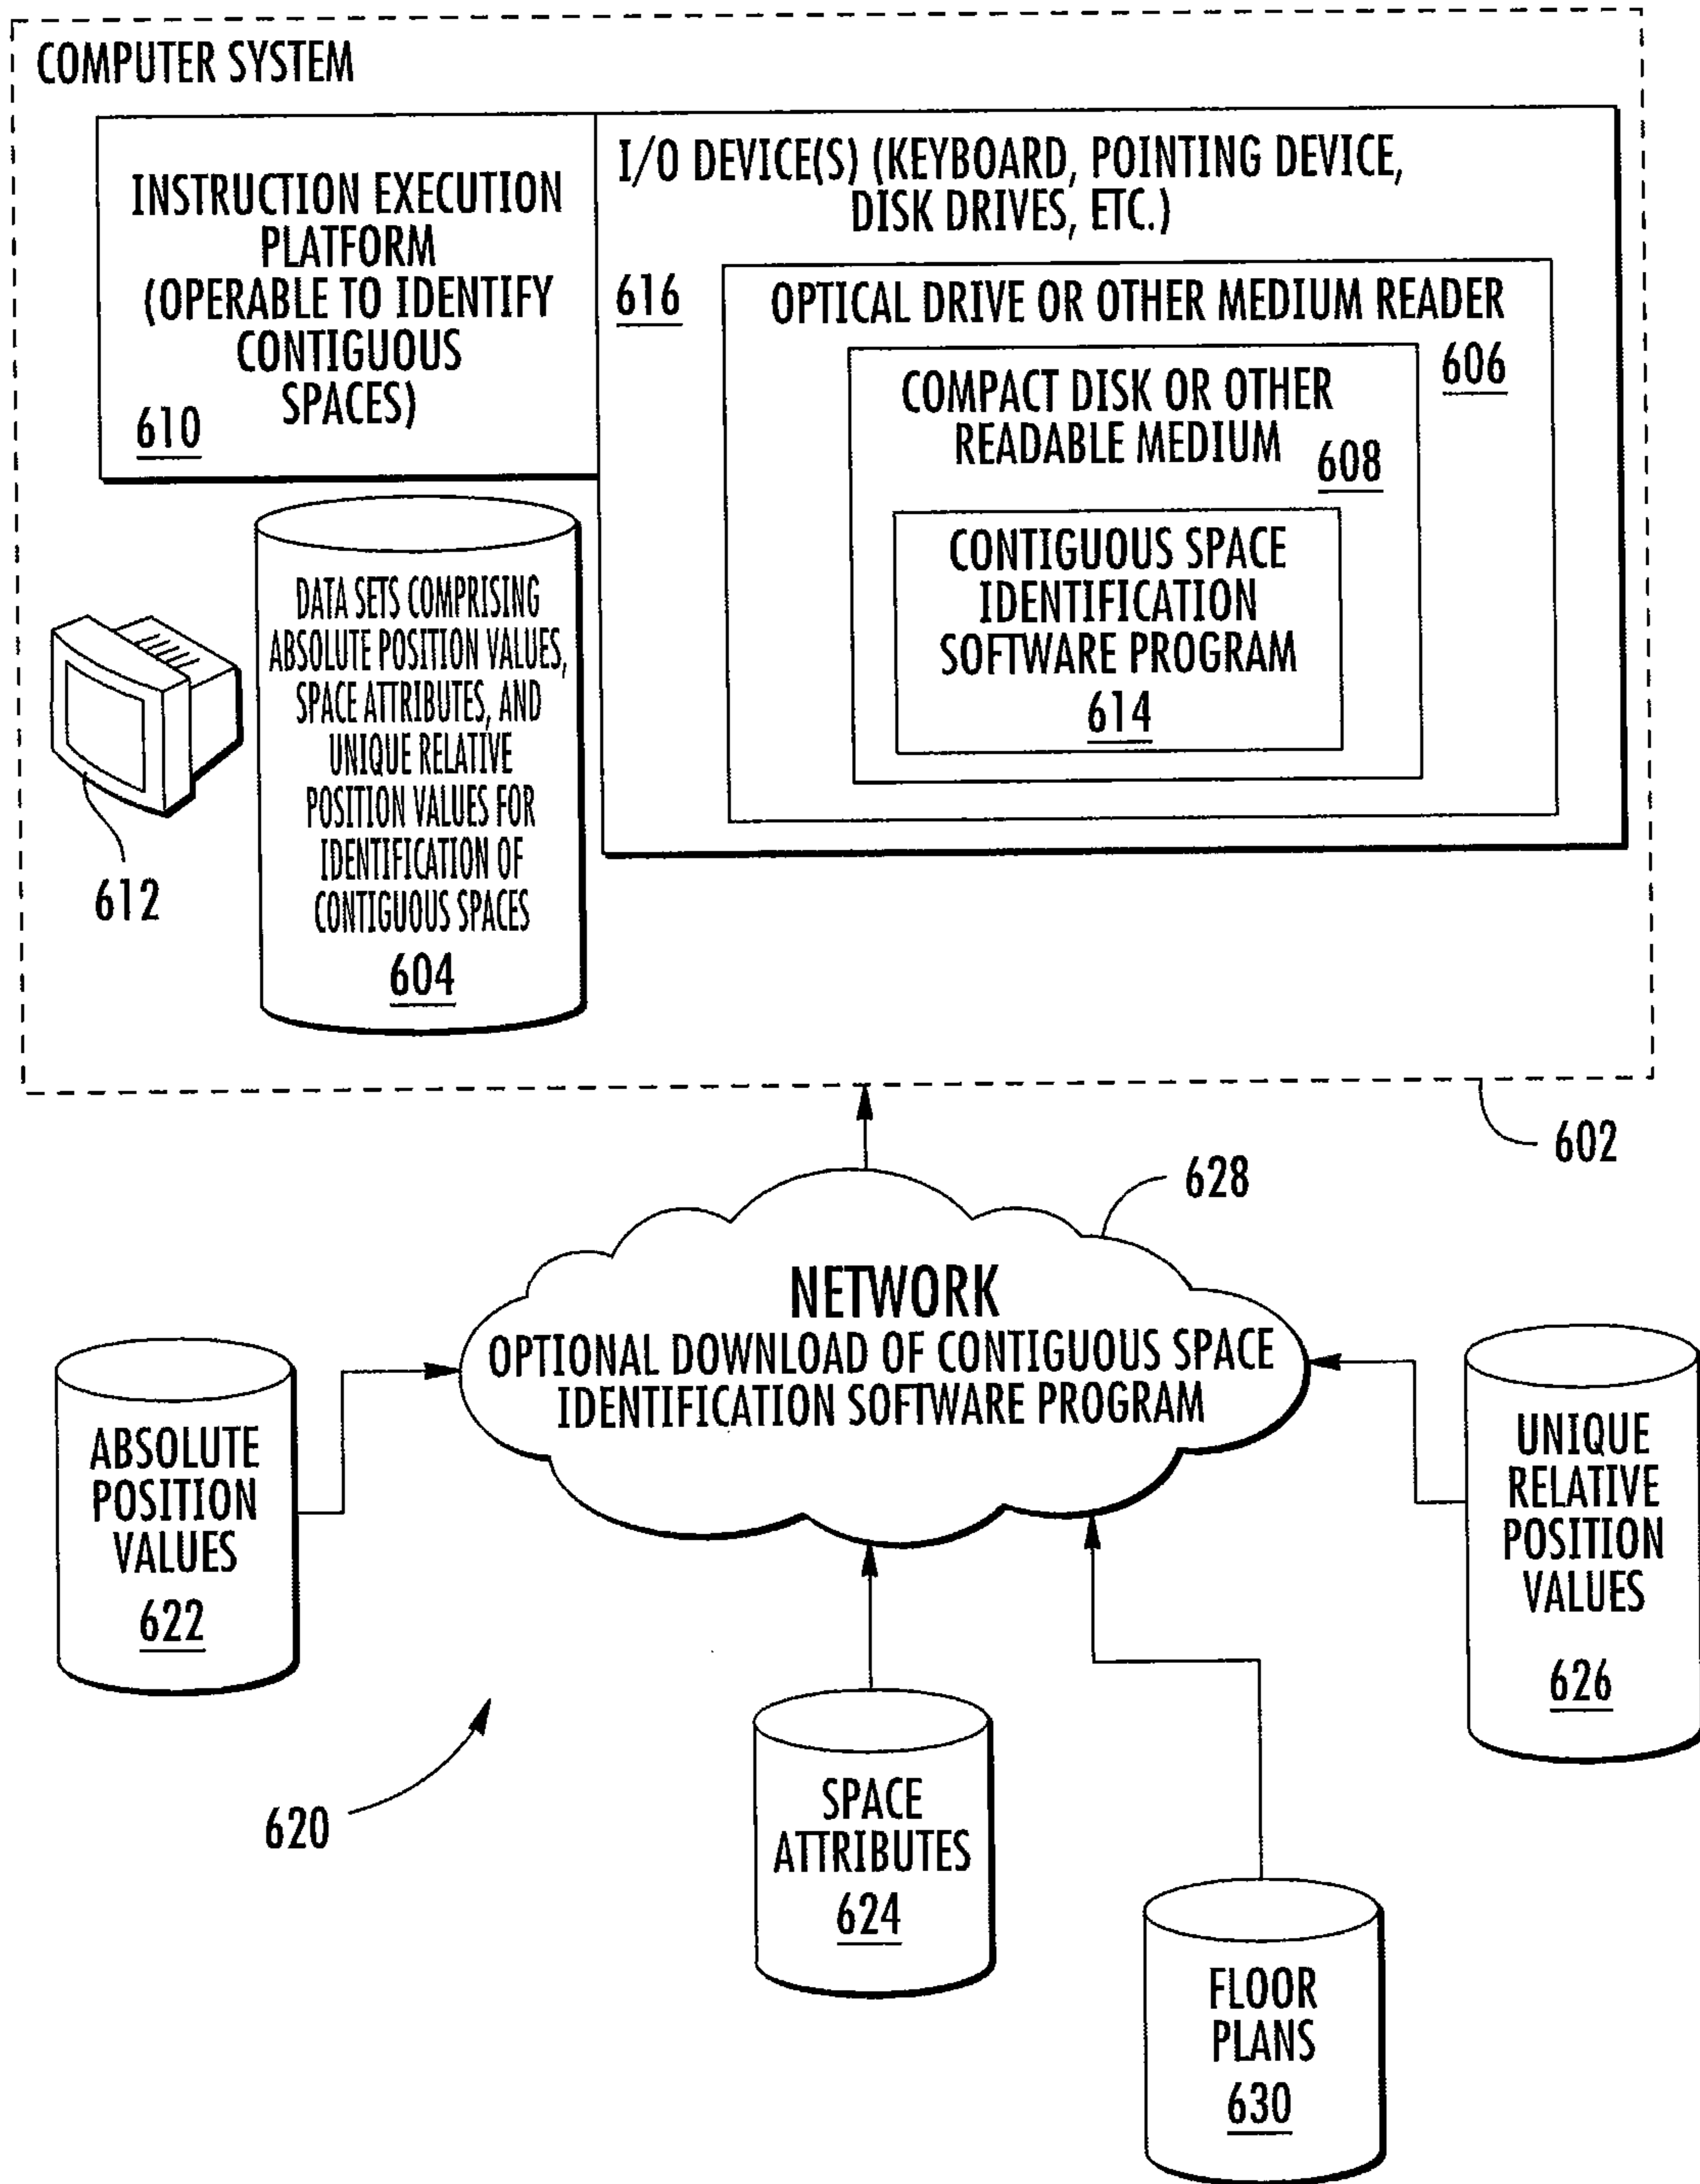 COMPUTER SYSTEM
INSTRUCTION EXECUTION
PLATFORM
(OPERABLE TO IDENTIFY
CONTIGUOUS
SPACES)
610
I/O DEVICE(S) (KEYBOARD, POINTING DEVICE,
DISK DRIVES, ETC.)
616
OPTICAL DRIVE OR OTHER MEDIUM READER
606
COMPACT DISK OR OTHER
READABLE MEDIUM
608
CONTIGUOUS SPACE
IDENTIFICATION
SOFTWARE PROGRAM
614
612
DATA SETS COMPRISING
ABSOLUTE POSITION VALUES,
SPACE ATTRIBUTES, AND
UNIQUE RELATIVE
POSITION VALUES FOR
IDENTIFICATION OF
CONTIGUOUS SPACES
604
602
628
NETWORK
OPTIONAL DOWNLOAD OF CONTIGUOUS SPACE
IDENTIFICATION SOFTWARE PROGRAM
ABSOLUTE
POSITION
VALUES
622
UNIQUE
RELATIVE
POSITION
VALUES
626
620
SPACE
ATTRIBUTES
624
FLOOR
PLANS
630